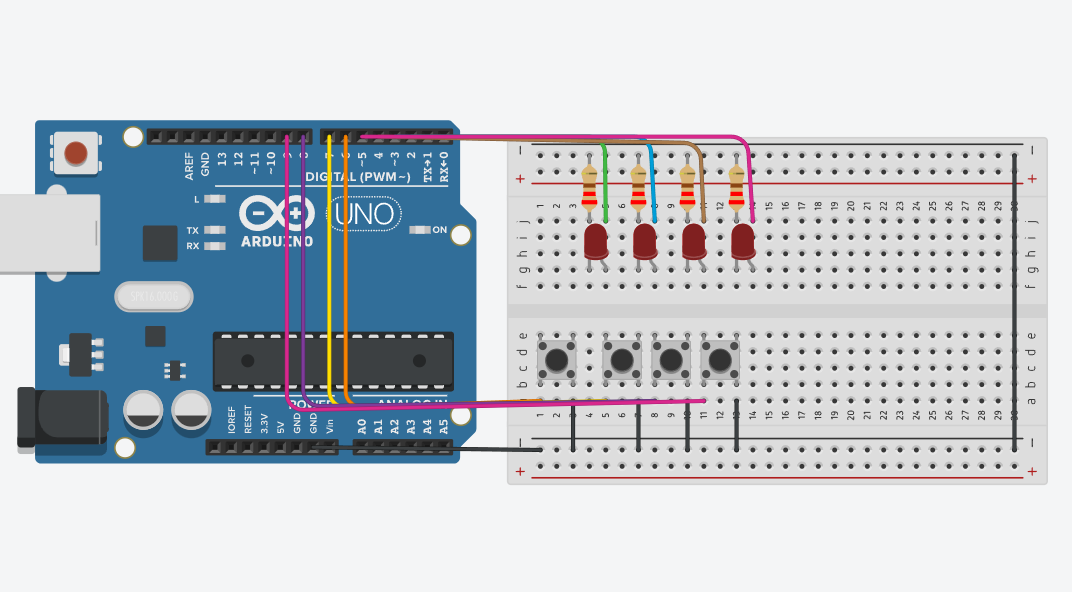 AREF
GND
13
12
~11
~10
9
8
7
6
~5
4
~3
2
TX→1
RX←0
DIGITAL (PWM~)
L
TX
RX
ARDUINO
UNO
ON
IOREF
RESET
3.3V
5V
GND
GND
Vin
POWER
ANALOG IN
A0
A1
A2
A3
A4
A5
− −
+ +
1 2 3 4 5 6 7 8 9 10 11 12 13 14 15 16 17 18 19 20 21 22 23 24 25 26 27 28 29 30
j j
i i
h h
g g
f f
e e
d d
c c
b b
a a
1 2 3 4 5 6 7 8 9 10 11 12 13 14 15 16 17 18 19 20 21 22 23 24 25 26 27 28 29 30
− −
+ +